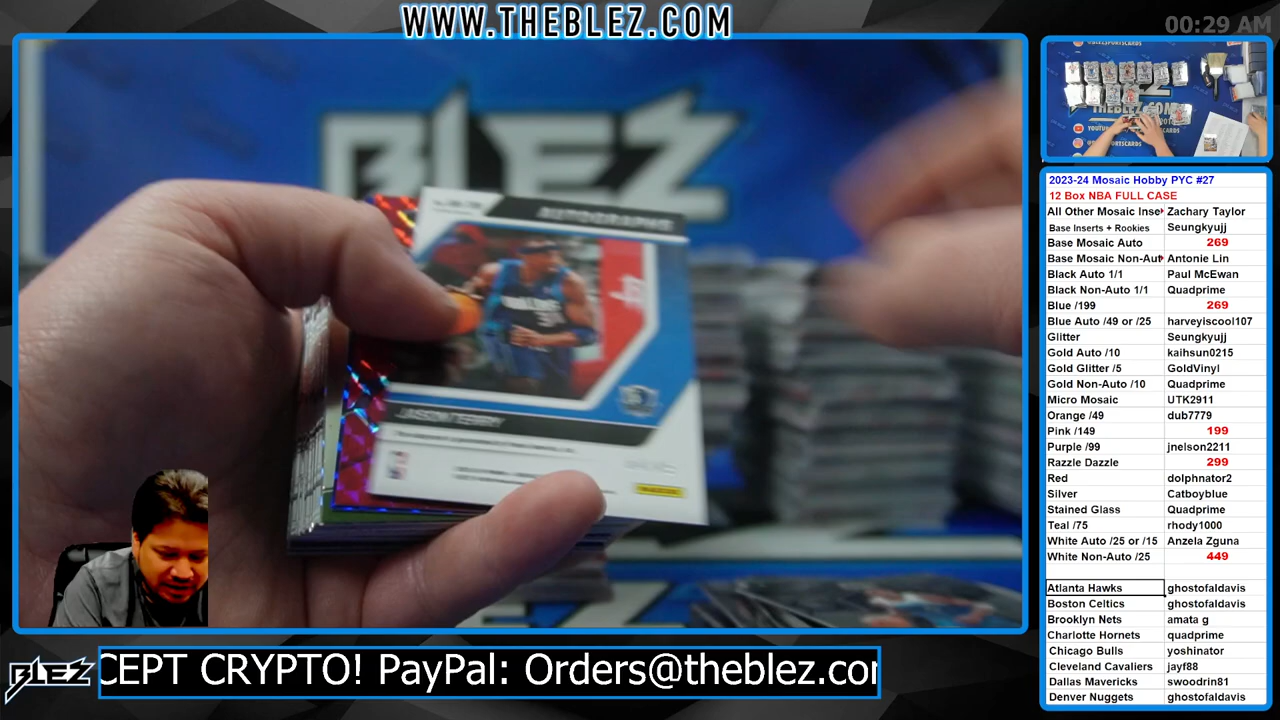 WWW.THEBLEZ.COM
00:29 AM
BLEZ
THEBLEZ.COM
AUTOGRAPHS
JASON TERRY
2023-24 Mosaic Hobby PYC #27
12 Box NBA FULL CASE
All Other Mosaic Inse Zachary Taylor
Base Inserts + Rookies Seungkyujj
Base Mosaic Auto 269
Base Mosaic Non-Aut Antonie Lin
Black Auto 1/1 Paul McEwan
Black Non-Auto 1/1 Quadprime
Blue /199 269
Blue Auto /49 or /25 harveyiscool107
Glitter Seungkyujj
Gold Auto /10 kaihsun0215
Gold Glitter /5 GoldVinyl
Gold Non-Auto /10 Quadprime
Micro Mosaic UTK2911
Orange /49 dub7779
Pink /149 199
Purple /99 jnelson2211
Razzle Dazzle 299
Red dolphnator2
Silver Catboyblue
Stained Glass Quadprime
Teal /75 rhody1000
White Auto /25 or /15 Anzela Zguna
White Non-Auto /25 449
Atlanta Hawks ghostofaldavis
Boston Celtics ghostofaldavis
Brooklyn Nets amata g
Charlotte Hornets quadprime
Chicago Bulls yoshinator
Cleveland Cavaliers jayf88
Dallas Mavericks swoodrin81
Denver Nuggets ghostofaldavis
BLEZ
CEPT CRYPTO! PayPal: Orders@theblez.cor